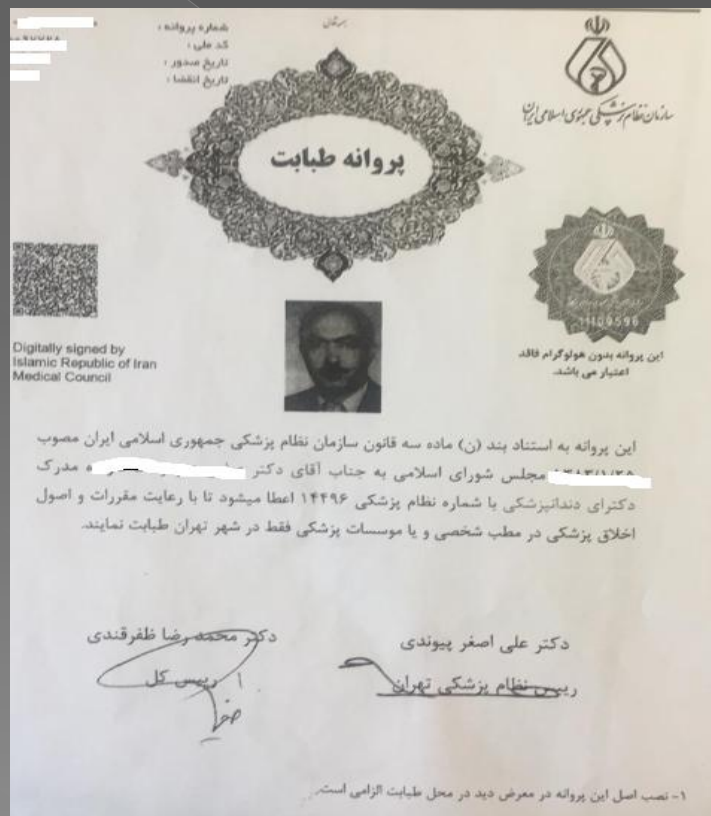 بسمه تعالی
شماره پروانه :
کد ملی :
تاریخ صدور :
تاریخ انقضا :
سازمان نظام پزشکی جمهوری اسلامی ایران
پروانه طبابت
Digitally signed by
Islamic Republic of Iran
Medical Council
این پروانه بدون هولوگرام فاقد
اعتبار می باشد.
این پروانه به استناد بند (ن) ماده سه قانون سازمان نظام پزشکی جمهوری اسلامی ایران مصوب
مجلس شورای اسلامی به جناب آقای دکتر مدرک
دکترای دندانپزشکی با شماره نظام پزشکی ۱۴۴۹۶ اعطا میشود تا با رعایت مقررات و اصول
اخلاق پزشکی در مطب شخصی و یا موسسات پزشکی فقط در شهر تهران طبابت نمایند.
دکتر علی اصغر پیوندی
رییس نظام پزشکی تهران
دکتر محمد رضا ظفرقندی
رییس کل
۱- نصب اصل این پروانه در معرض دید در محل طبابت الزامی است.